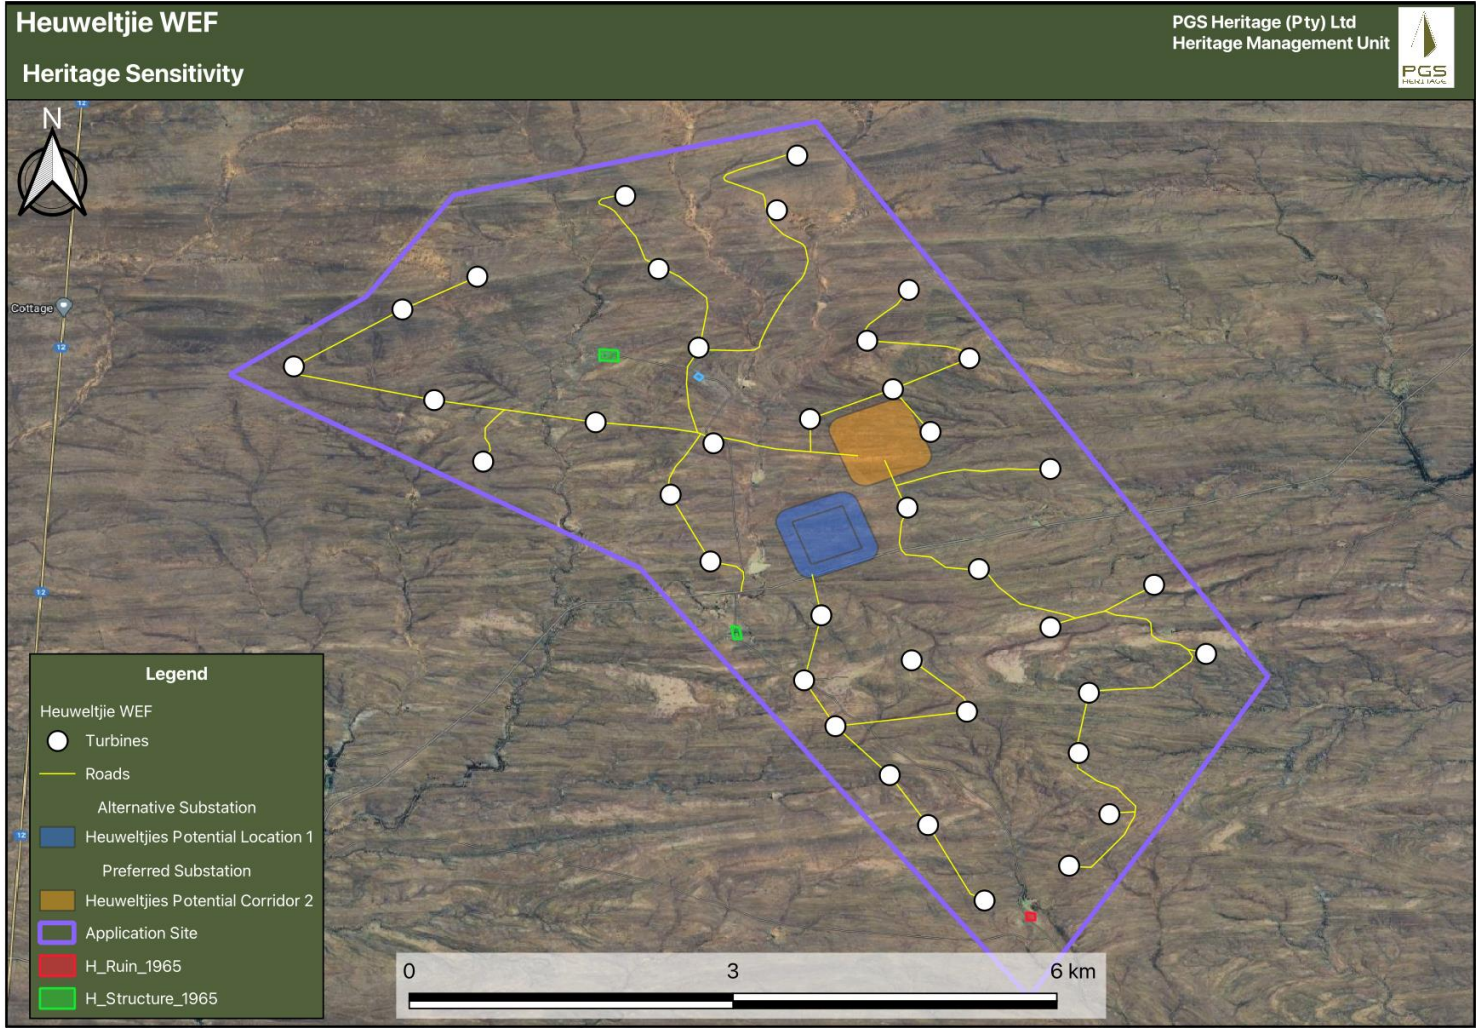 Heuweltjie WEF
Heritage Sensitivity
PGS Heritage (Pty) Ltd
Heritage Management Unit
PGS
HERITAGE
N
12
Cottage
12
12
12
Legend
Heuweltjie WEF
Turbines
Roads
Alternative Substation
Heuweltjies Potential Location 1
Preferred Substation
Heuweltjies Potential Corridor 2
Application Site
H_Ruin_1965
H_Structure_1965
0 3 6 km